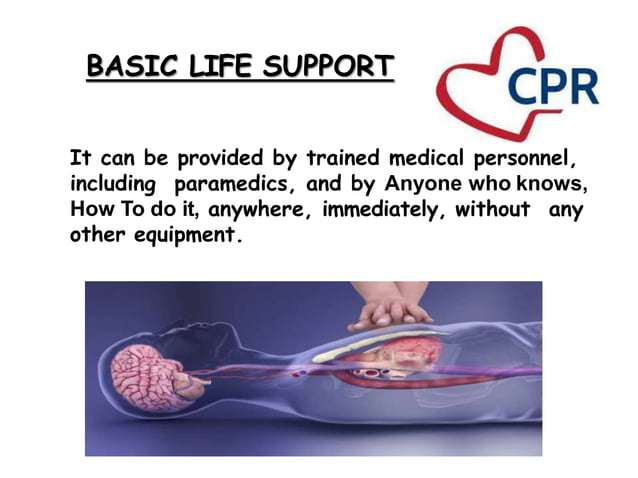 BASIC LIFE SUPPORT
CPR
It can be provided by trained medical personnel,
including paramedics, and by Anyone who knows,
How To do it, anywhere, immediately, without any
other equipment.